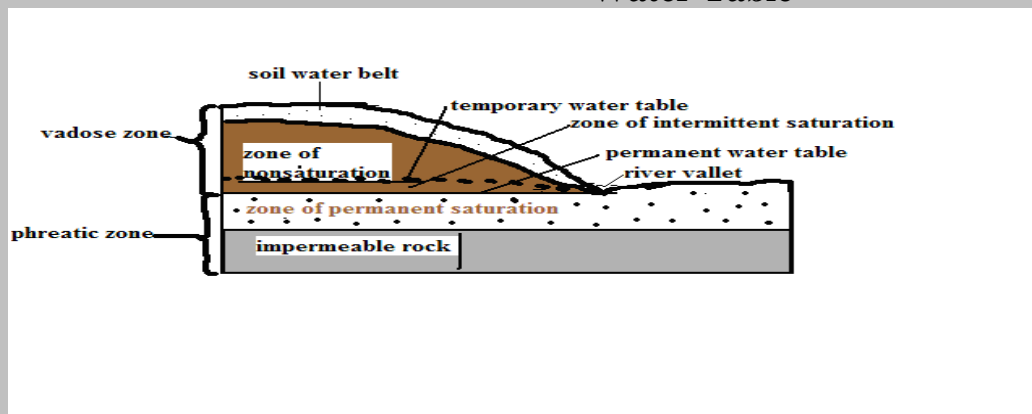 soil water belt
temporary water table
zone of intermittent saturation
vadose zone
zone of
nonsaturation
permanent water table
river vallet
zone of permanent saturation
phreatic zone
impermeable rock